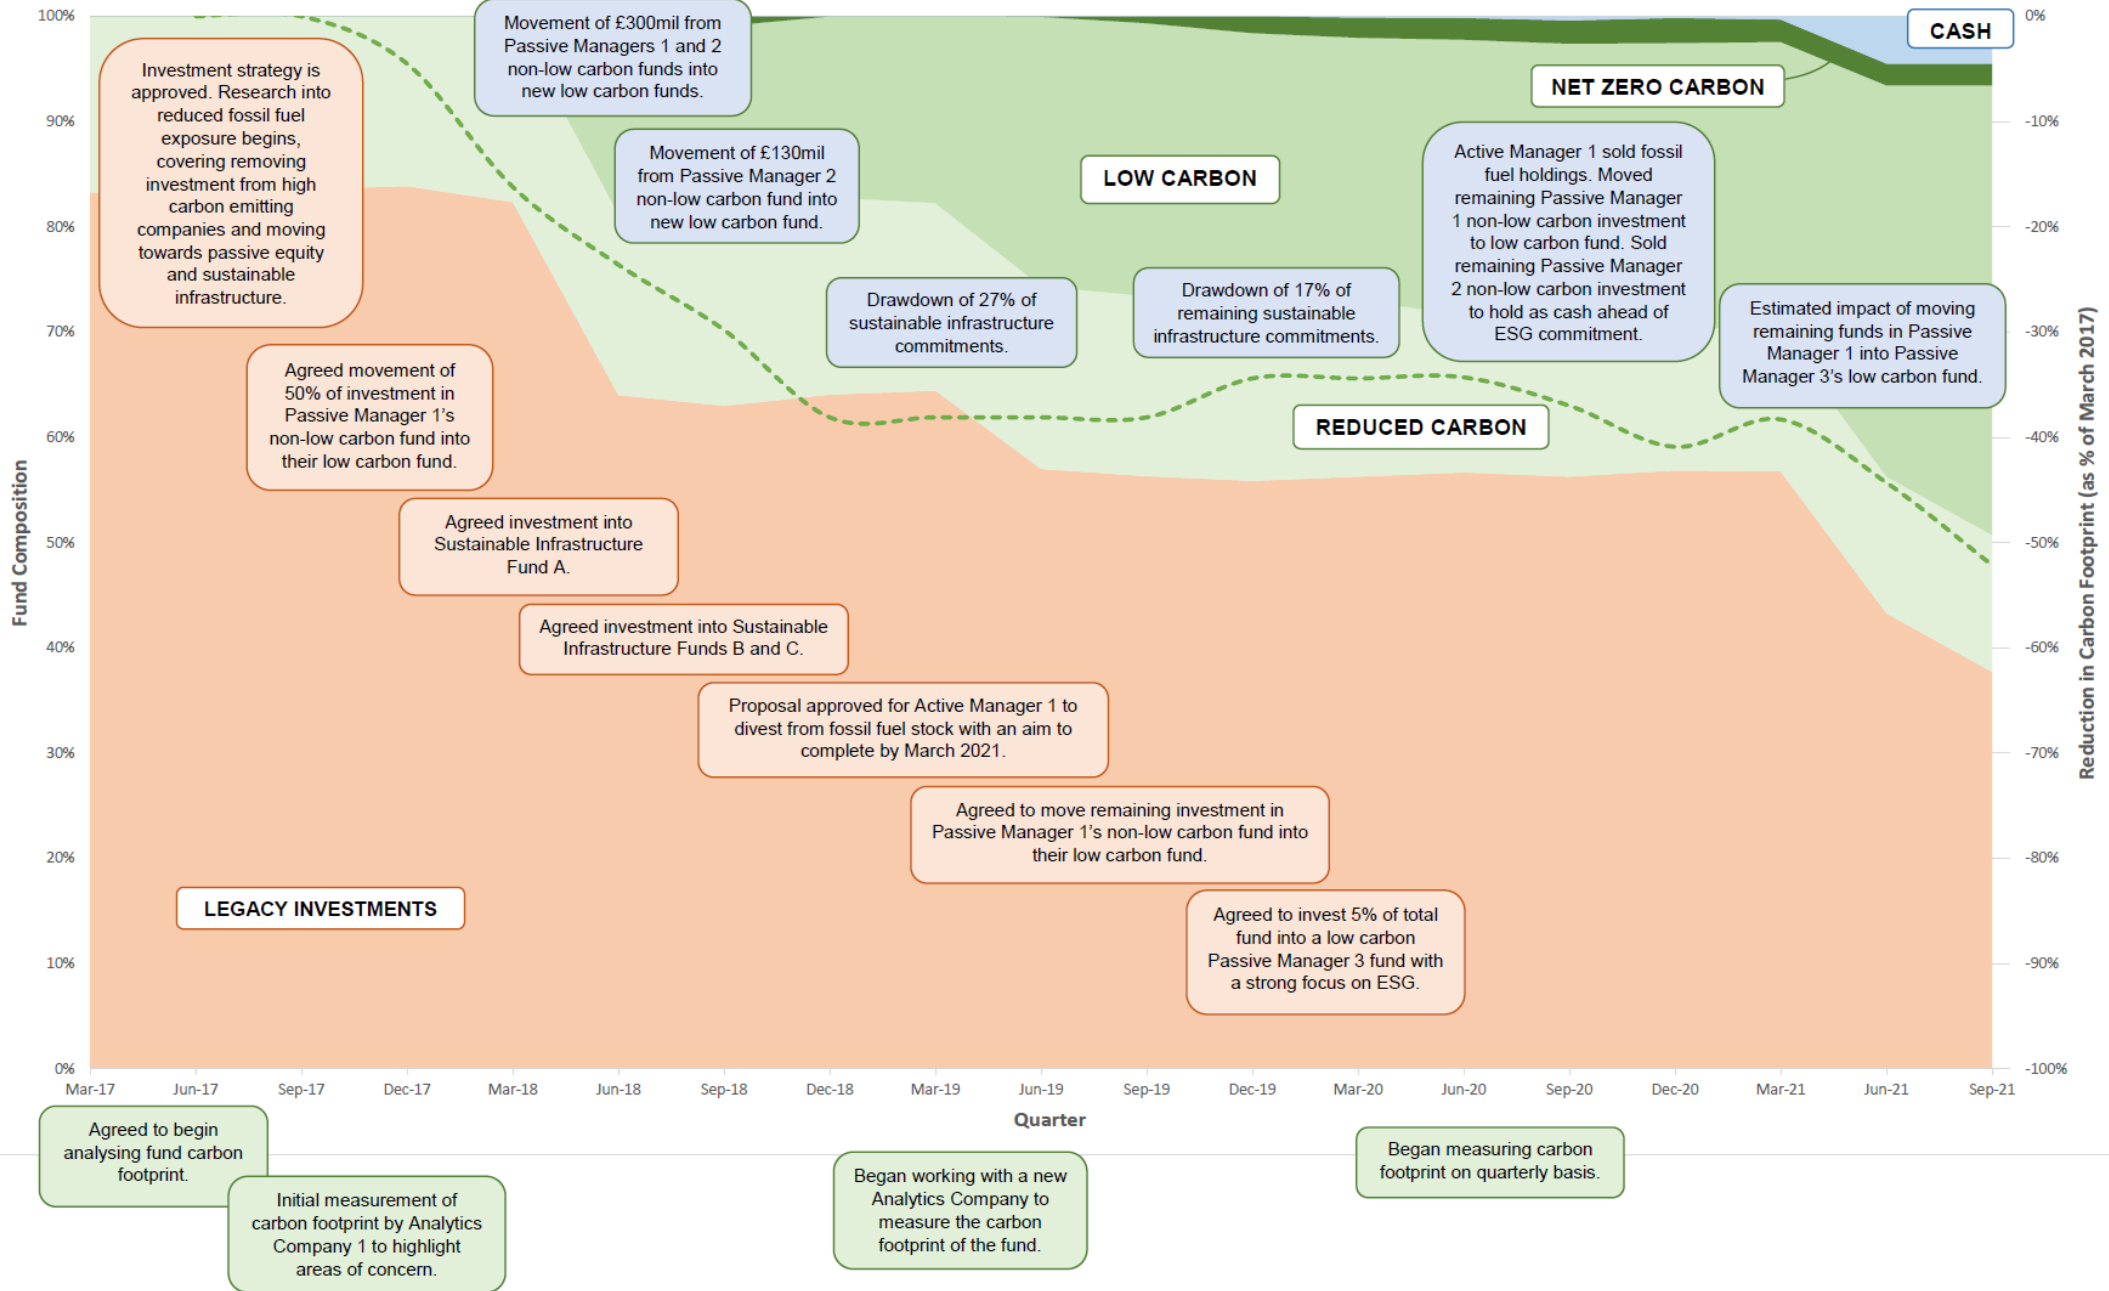 100%
90%
80%
70%
60%
50%
40%
30%
20%
10%
0%
Fund Composition
0%
-10%
-20%
-30%
-40%
-50%
-60%
-70%
-80%
-90%
-100%
Reduction in Carbon Footprint (as % of March 2017)
Investment strategy is
approved. Research into
reduced fossil fuel
exposure begins,
covering removing
investment from high
carbon emitting
companies and moving
towards passive equity
and sustainable
infrastructure.
Movement of £300mil from
Passive Managers 1 and 2
non-low carbon funds into
new low carbon funds.
CASH
NET ZERO CARBON
Movement of £130mil
from Passive Manager 2
non-low carbon fund into
new low carbon fund.
LOW CARBON
Active Manager 1 sold fossil
fuel holdings. Moved
remaining Passive Manager
1 non-low carbon investment
to low carbon fund. Sold
remaining Passive Manager
2 non-low carbon investment
to hold as cash ahead of
ESG commitment.
Drawdown of 27% of
sustainable infrastructure
commitments.
Drawdown of 17% of
remaining sustainable
infrastructure commitments.
Estimated impact of moving
remaining funds in Passive
Manager 1 into Passive
Manager 3’s low carbon fund.
Agreed movement of
50% of investment in
Passive Manager 1’s
non-low carbon fund into
their low carbon fund.
REDUCED CARBON
Agreed investment into
Sustainable Infrastructure
Fund A.
Agreed investment into Sustainable
Infrastructure Funds B and C.
Proposal approved for Active Manager 1 to
divest from fossil fuel stock with an aim to
complete by March 2021.
Agreed to move remaining investment in
Passive Manager 1’s non-low carbon fund into
their low carbon fund.
LEGACY INVESTMENTS
Agreed to invest 5% of total
fund into a low carbon
Passive Manager 3 fund with
a strong focus on ESG.
Mar-17 Jun-17 Sep-17 Dec-17 Mar-18 Jun-18 Sep-18 Dec-18 Mar-19 Jun-19 Sep-19 Dec-19 Mar-20 Jun-20 Sep-20 Dec-20 Mar-21 Jun-21 Sep-21
Quarter
Agreed to begin
analysing fund carbon
footprint.
Initial measurement of
carbon footprint by Analytics
Company 1 to highlight
areas of concern.
Began working with a new
Analytics Company to
measure the carbon
footprint of the fund.
Began measuring carbon
footprint on quarterly basis.